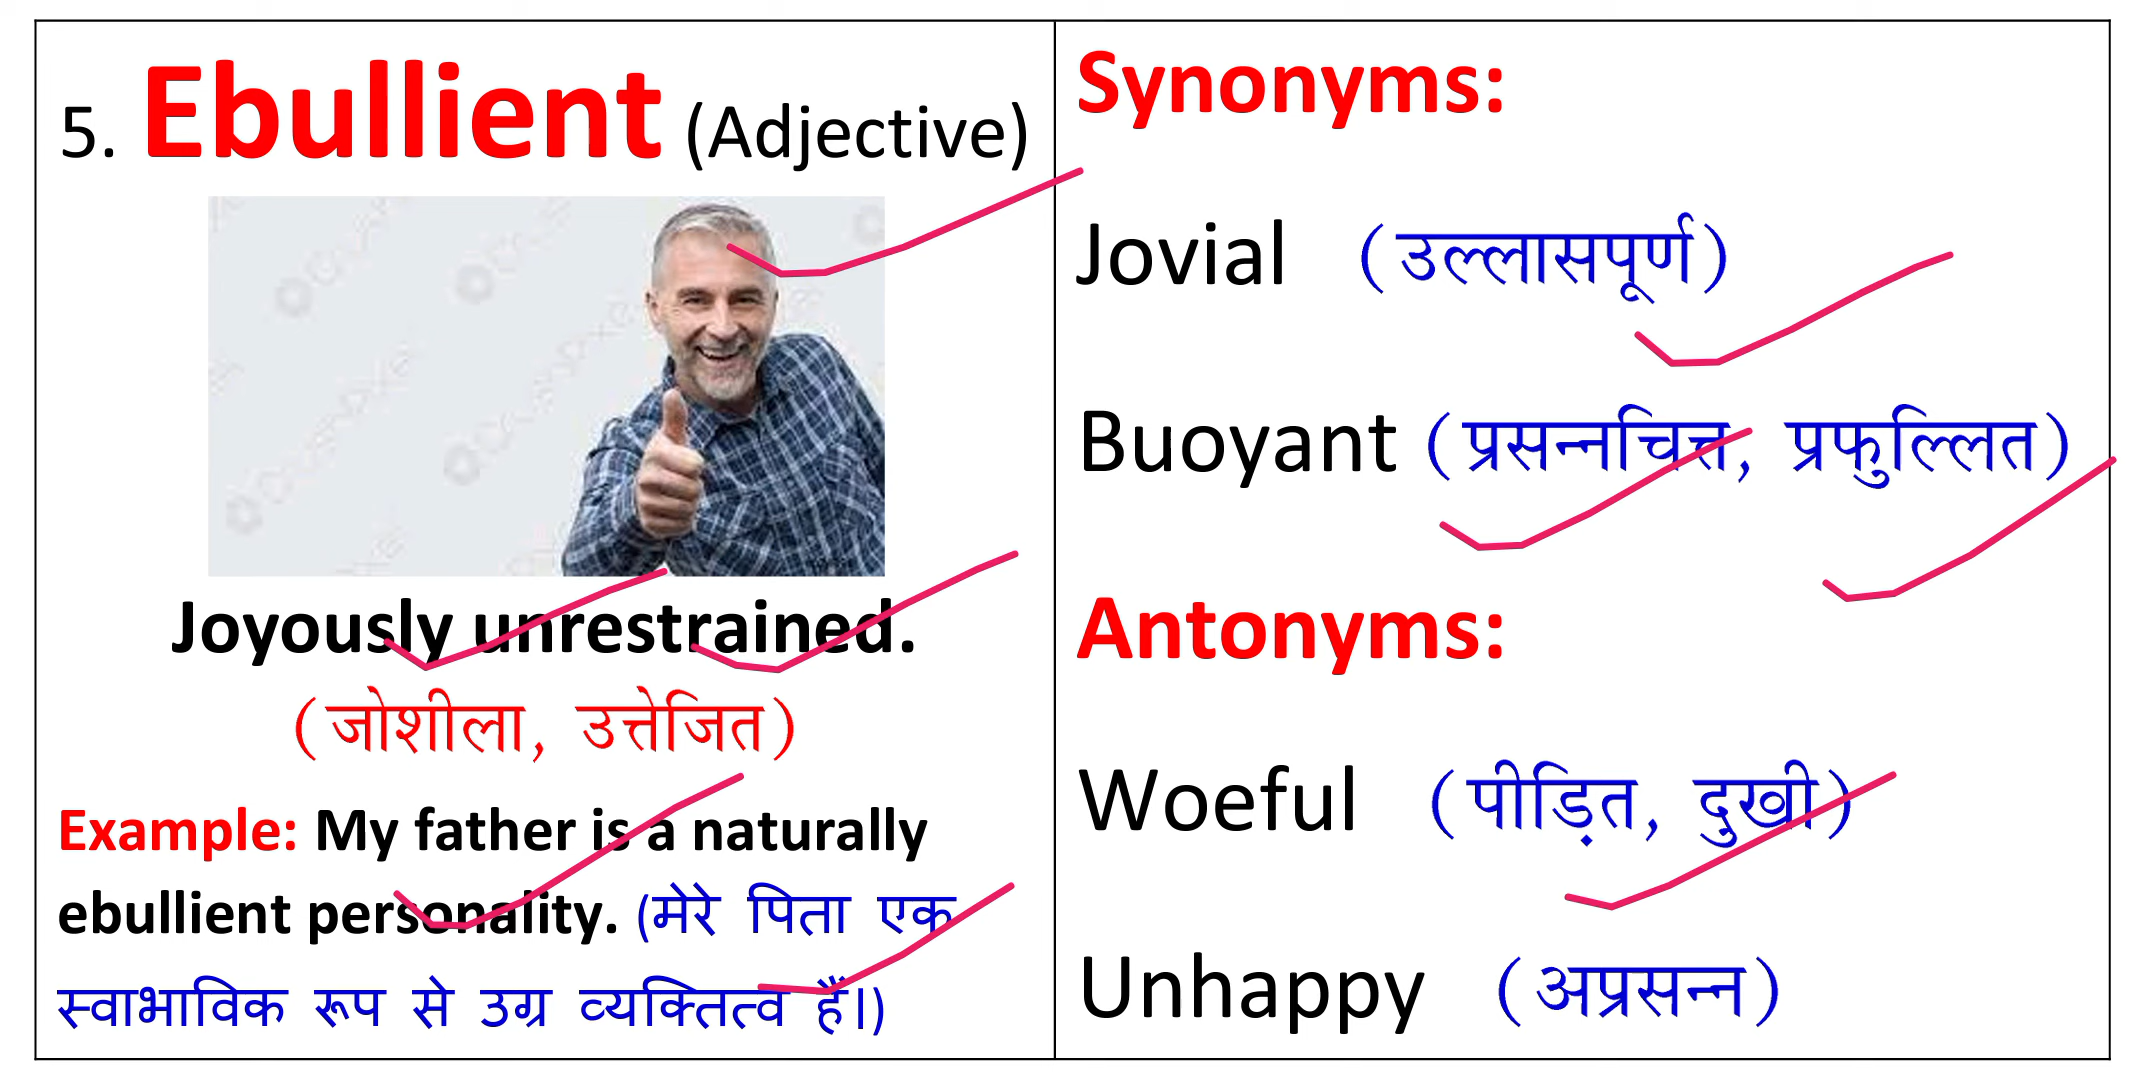 5. Ebullient (Adjective)
Joyously unrestrained.
(जोशीला, उत्तेजित)
Example: My father is a naturally
ebullient personality. (मेरे पिता एक
स्वाभाविक रूप से उग्र व्यक्तित्व हैं।)
Synonyms:
Jovial (उल्लासपूर्ण)
Buoyant (प्रसन्नचित्त, प्रफुल्लित)
Antonyms:
Woeful (पीड़ित, दुखी)
Unhappy (अप्रसन्न)